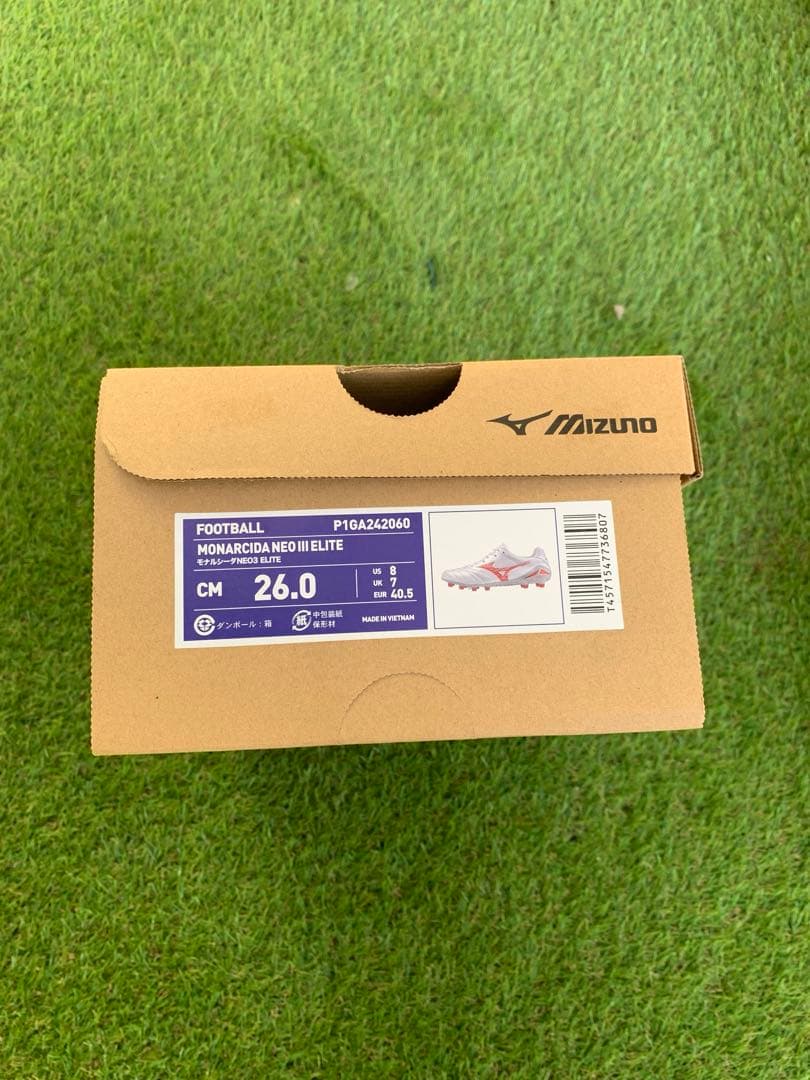 MIZUNO
FOOTBALL P1GA242060
MONARCIDA NEO III ELITE
モナルシーダNEO3 ELITE
CM 26.0
US 8
UK 7
EUR 40.5
ダンボール：箱
紙 中包装紙
保形材
MADE IN VIETNAM
T4571547736807